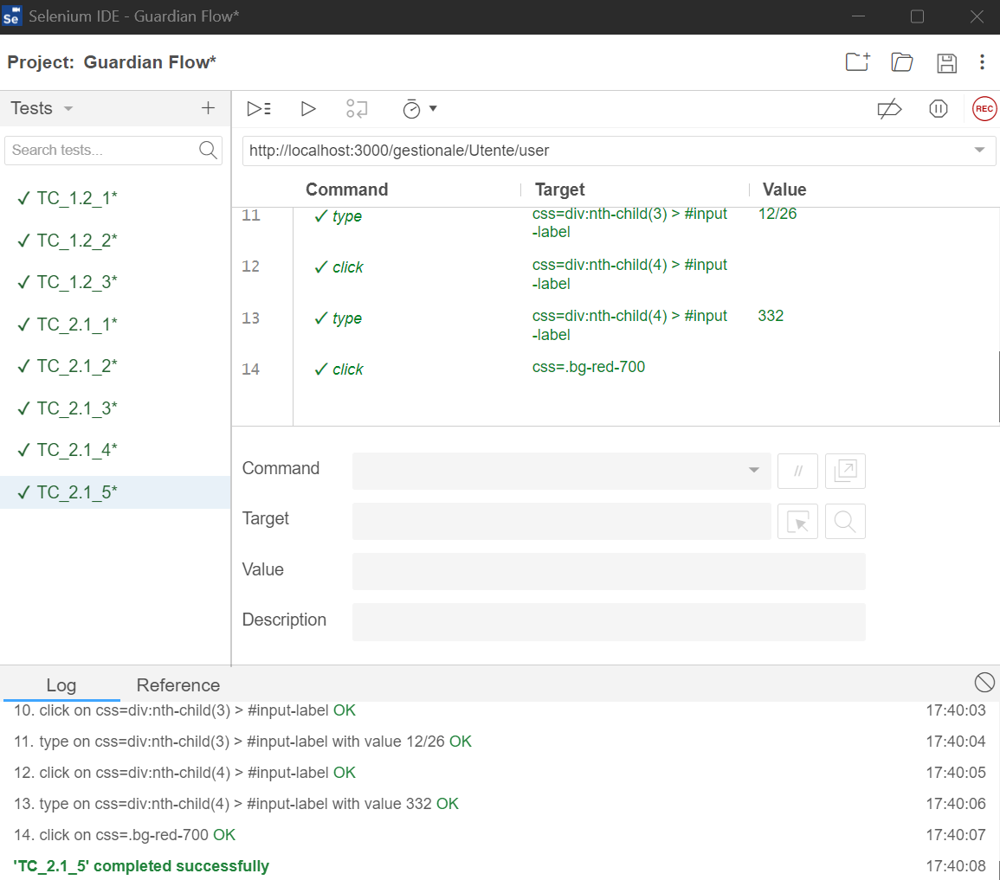 Se Selenium IDE - Guardian Flow*
Project: Guardian Flow*
Tests
REC
Search tests...
http://localhost:3000/gestionale/Utente/user
Command Target Value
✓ TC_1.2_1*
✓ TC_1.2_2*
✓ TC_1.2_3*
✓ TC_2.1_1*
✓ TC_2.1_2*
✓ TC_2.1_3*
✓ TC_2.1_4*
✓ TC_2.1_5*
11 ✓ type css=div:nth-child(3) > #input 12/26
-label
12 ✓ click css=div:nth-child(4) > #input
-label
13 ✓ type css=div:nth-child(4) > #input 332
-label
14 ✓ click css=.bg-red-700
Command //
Target
Value
Description
Log Reference
10. click on css=div:nth-child(3) > #input-label OK 17:40:03
11. type on css=div:nth-child(3) > #input-label with value 12/26 OK 17:40:04
12. click on css=div:nth-child(4) > #input-label OK 17:40:05
13. type on css=div:nth-child(4) > #input-label with value 332 OK 17:40:06
14. click on css=.bg-red-700 OK 17:40:07
'TC_2.1_5' completed successfully 17:40:08